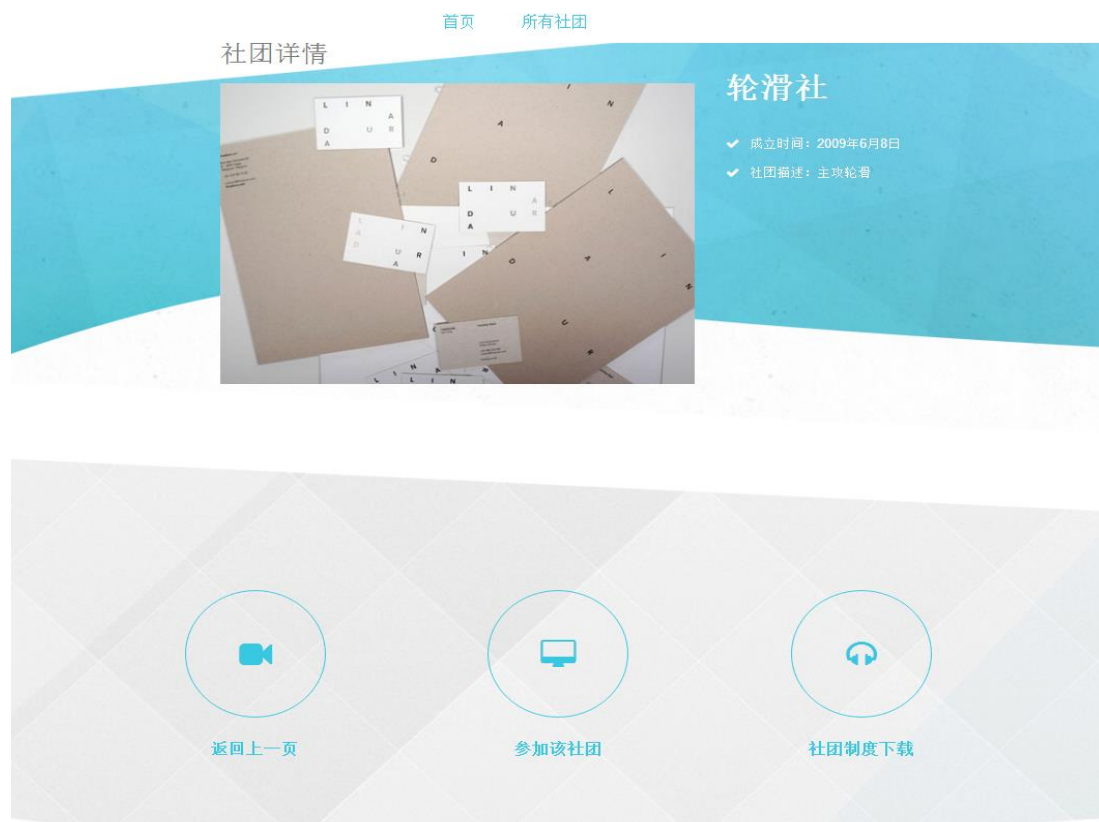 首页 所有社团
社团详情
轮滑社
成立时间：2009年6月8日
社团描述：主攻轮滑
L I N
A
D U R
A
L I N
A
D U R
A
L I N
A
D U R
A
返回上一页 参加该社团 社团制度下载